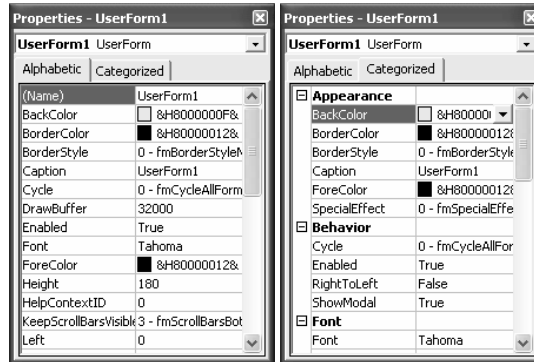 Properties - UserForm1
UserForm1 UserForm
Alphabetic Categorized
(Name) UserForm1
BackColor &H8000000F&
BorderColor &H80000012&
BorderStyle 0 - fmBorderStyleN
Caption UserForm1
Cycle 0 - fmCycleAllForm
DrawBuffer 32000
Enabled True
Font Tahoma
ForeColor &H80000012&
Height 180
HelpContextID 0
KeepScrollBarsVisible 3 - fmScrollBarsBot
Left 0
Properties - UserForm1
UserForm1 UserForm
Alphabetic Categorized
Appearance
BackColor &H80000
BorderColor &H80000012&
BorderStyle 0 - fmBorderStyle
Caption UserForm1
ForeColor &H80000012&
SpecialEffect 0 - fmSpecialEffe
Behavior
Cycle 0 - fmCycleAllFor
Enabled True
RightToLeft False
ShowModal True
Font
Font Tahoma